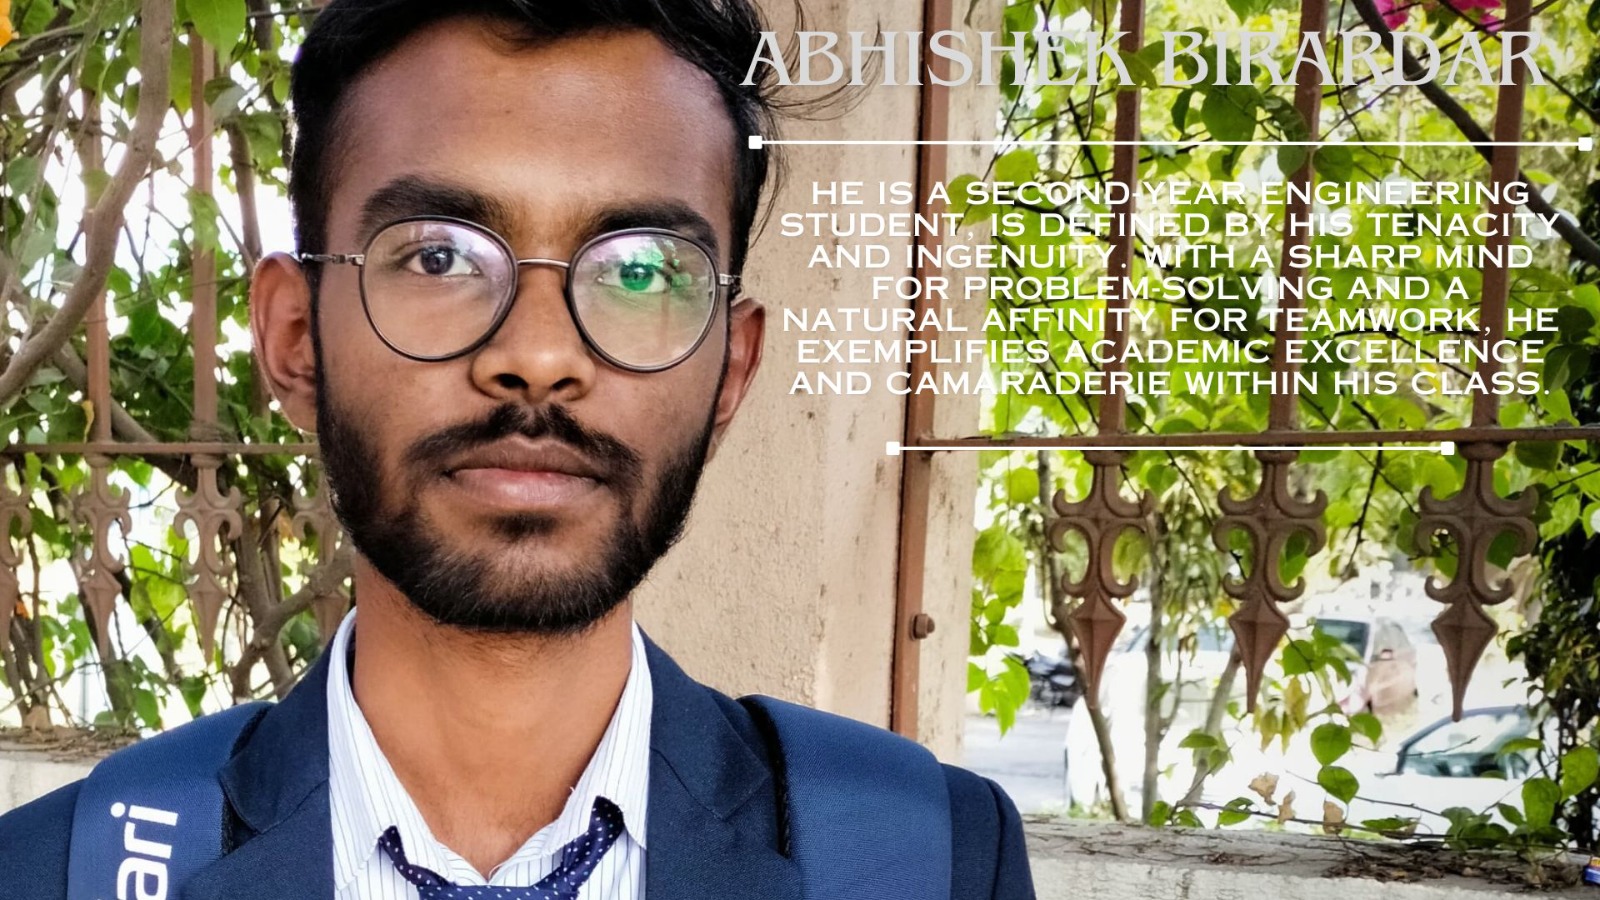 ABHISHEK BIRARDAR
HE IS A SECOND-YEAR ENGINEERING
STUDENT, IS DEFINED BY HIS TENACITY
AND INGENUITY. WITH A SHARP MIND
FOR PROBLEM-SOLVING AND A
NATURAL AFFINITY FOR TEAMWORK, HE
EXEMPLIFIES ACADEMIC EXCELLENCE
AND CAMARADERIE WITHIN HIS CLASS.
ari